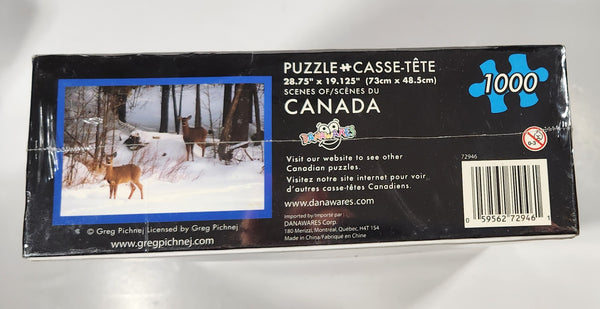 PUZZLE CASSE-TÊTE
28.75" x 19.125" (73cm x 48.5cm)
SCENES OF/SCÈNES DU
CANADA
1000
DANAWARES
Visit our website to see other
Canadian puzzles.
Visitez notre site internet pour voir
d'autres casse-têtes Canadiens.
www.danawares.com
Imported by/Importé par
DANAWARES Corp.
180 Merizzi, Montreal, Québec, H4T 1S4
Made in China/Fabriqué en Chine
0-3
72946
0 59562 72946 1
© Greg Pichnej Licensed by Greg Pichnej
www.gregpichnej.com